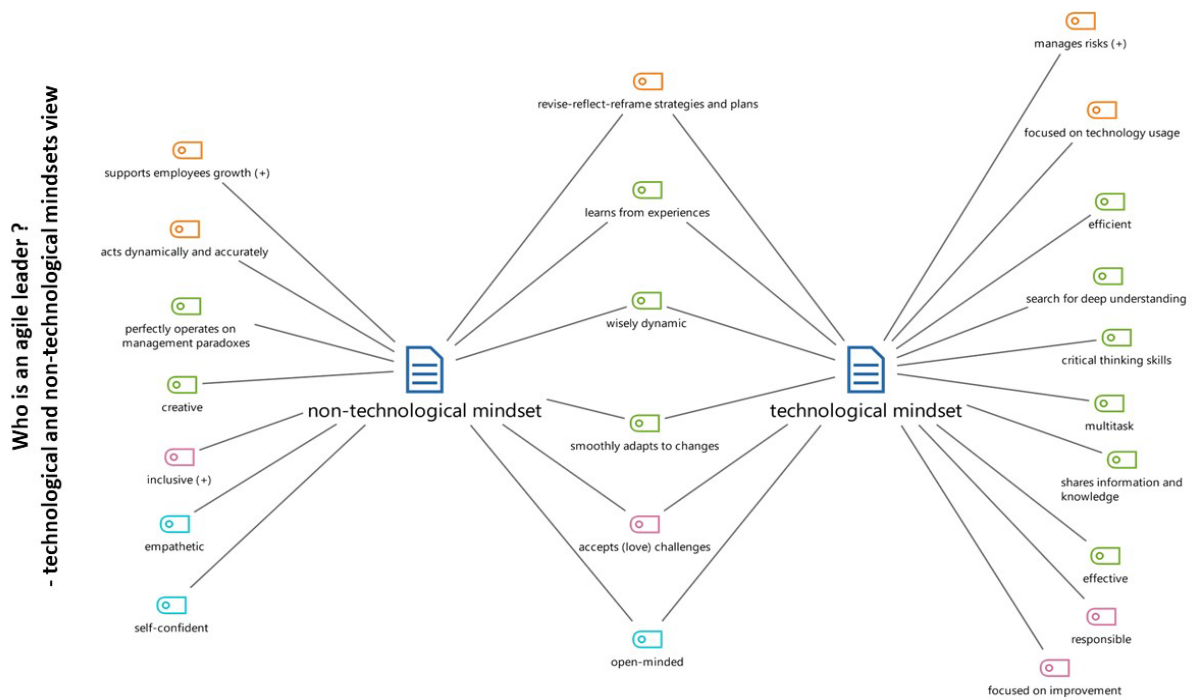 Who is an agile leader ?
- technological and non-technological mindsets view
supports employees growth (+)
acts dynamically and accurately
perfectly operates on
management paradoxes
creative
inclusive (+)
empathetic
self-confident
non-technological mindset
revise-reflect-reframe strategies and plans
learns from experiences
wisely dynamic
smoothly adapts to changes
accepts (love) challenges
open-minded
technological mindset
manages risks (+)
focused on technology usage
efficient
search for deep understanding
critical thinking skills
multitask
shares information and
knowledge
effective
responsible
focused on improvement